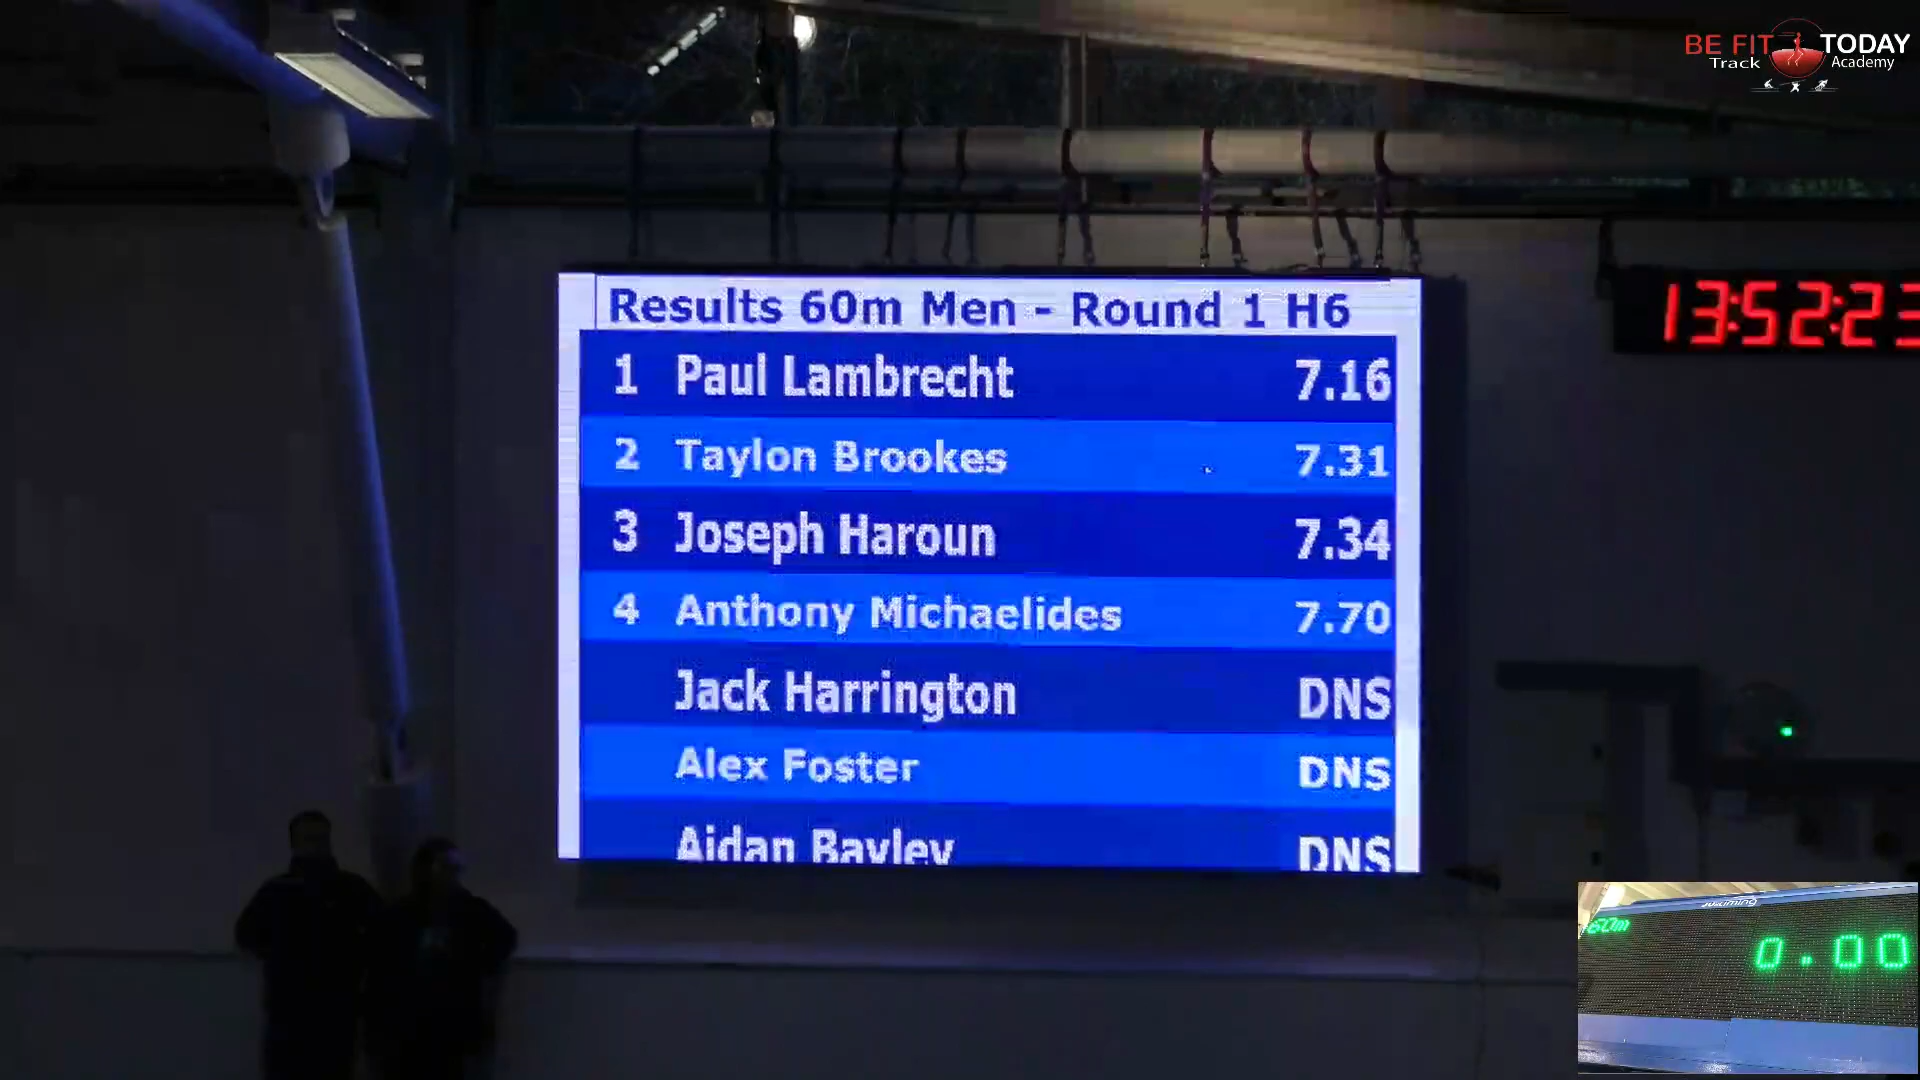 BE FIT TODAY
Track Academy
Results 60m Men - Round 1 H6
1 Paul Lambrecht 7.16
2 Taylon Brookes 7.31
3 Joseph Haroun 7.34
4 Anthony Michaelides 7.70
Jack Harrington DNS
Alex Foster DNS
Aidan Bayley DNS
13:52:23
60m
0.00